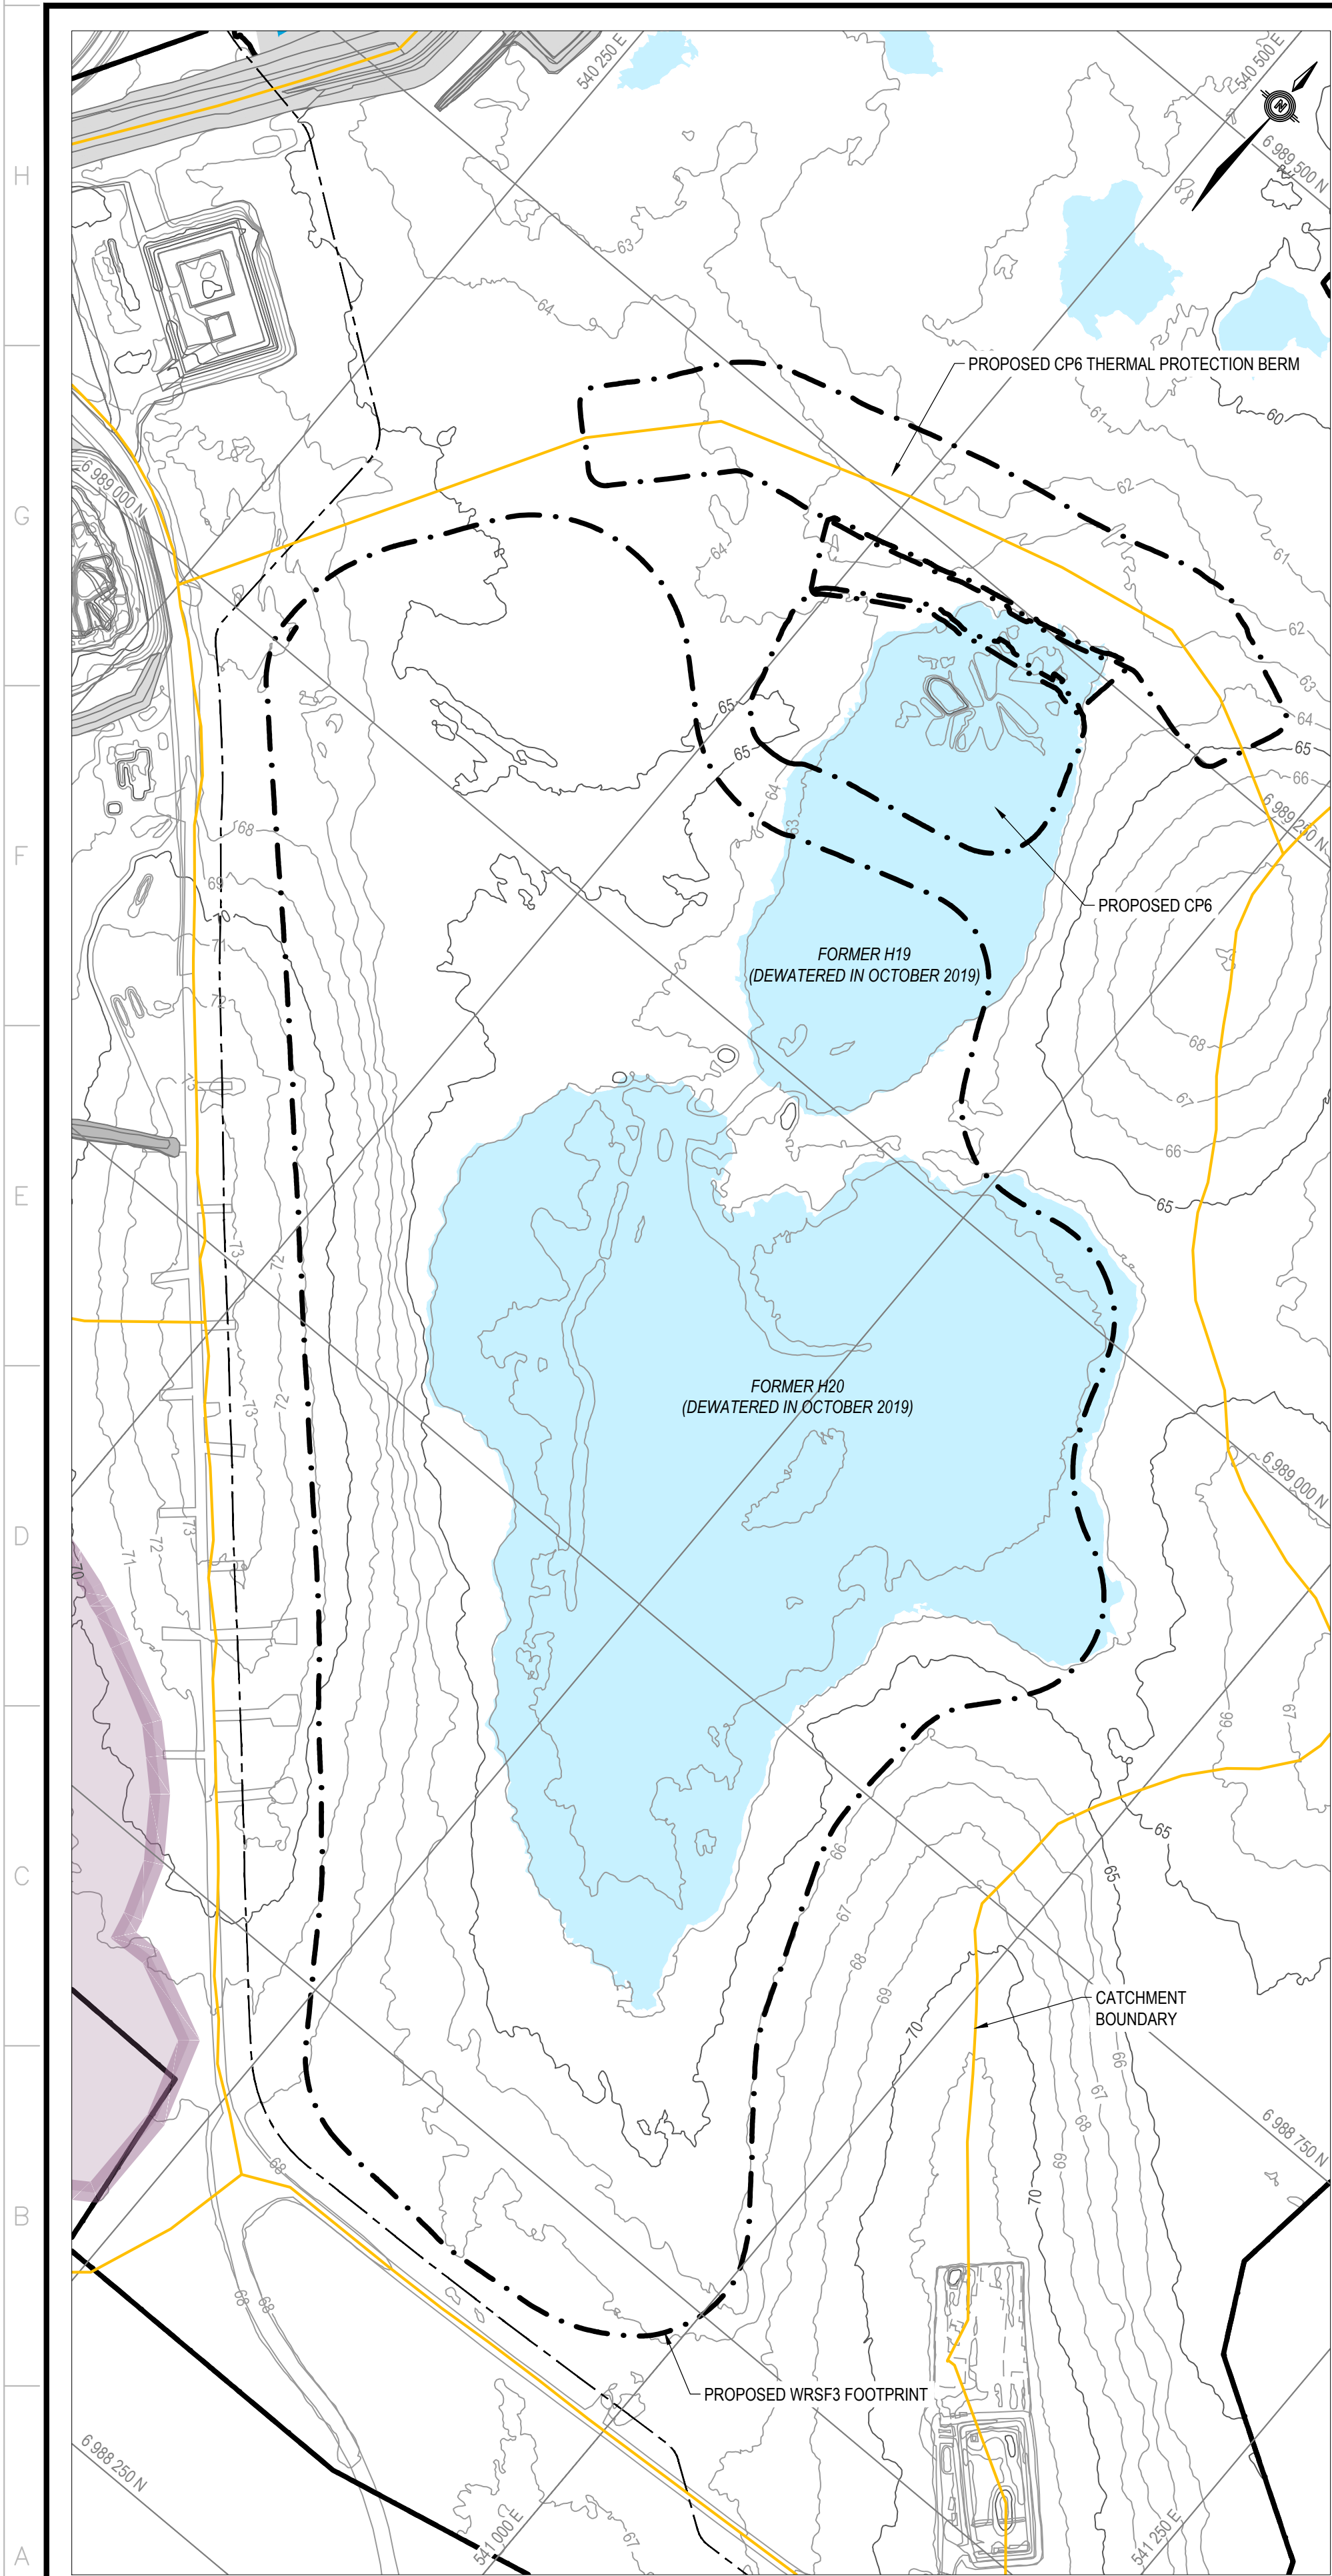 540 250 E
540 500 E
N
6 989 500 N
H
63
64
PROPOSED CP6 THERMAL PROTECTION BERM
60
61
6 989 000 N
62
G
61
64
62
63
65
64
65
65
66
64
6 989 250 N
68
63
F
69
PROPOSED CP6
70
71
FORMER H19
(DEWATERED IN OCTOBER 2019)
72
68
73
67
66
E
65
73
72
FORMER H20
(DEWATERED IN OCTOBER 2019)
73
72
6 989 000 N
D
71
72
73
70
66
67
65
66
65
C
67
68
69
CATCHMENT
BOUNDARY
70
66
67
68
6 988 750 N
68
69
70
B
68
68
PROPOSED WRSF3 FOOTPRINT
6 988 250 N
541 000 E
67
541 250 E
A